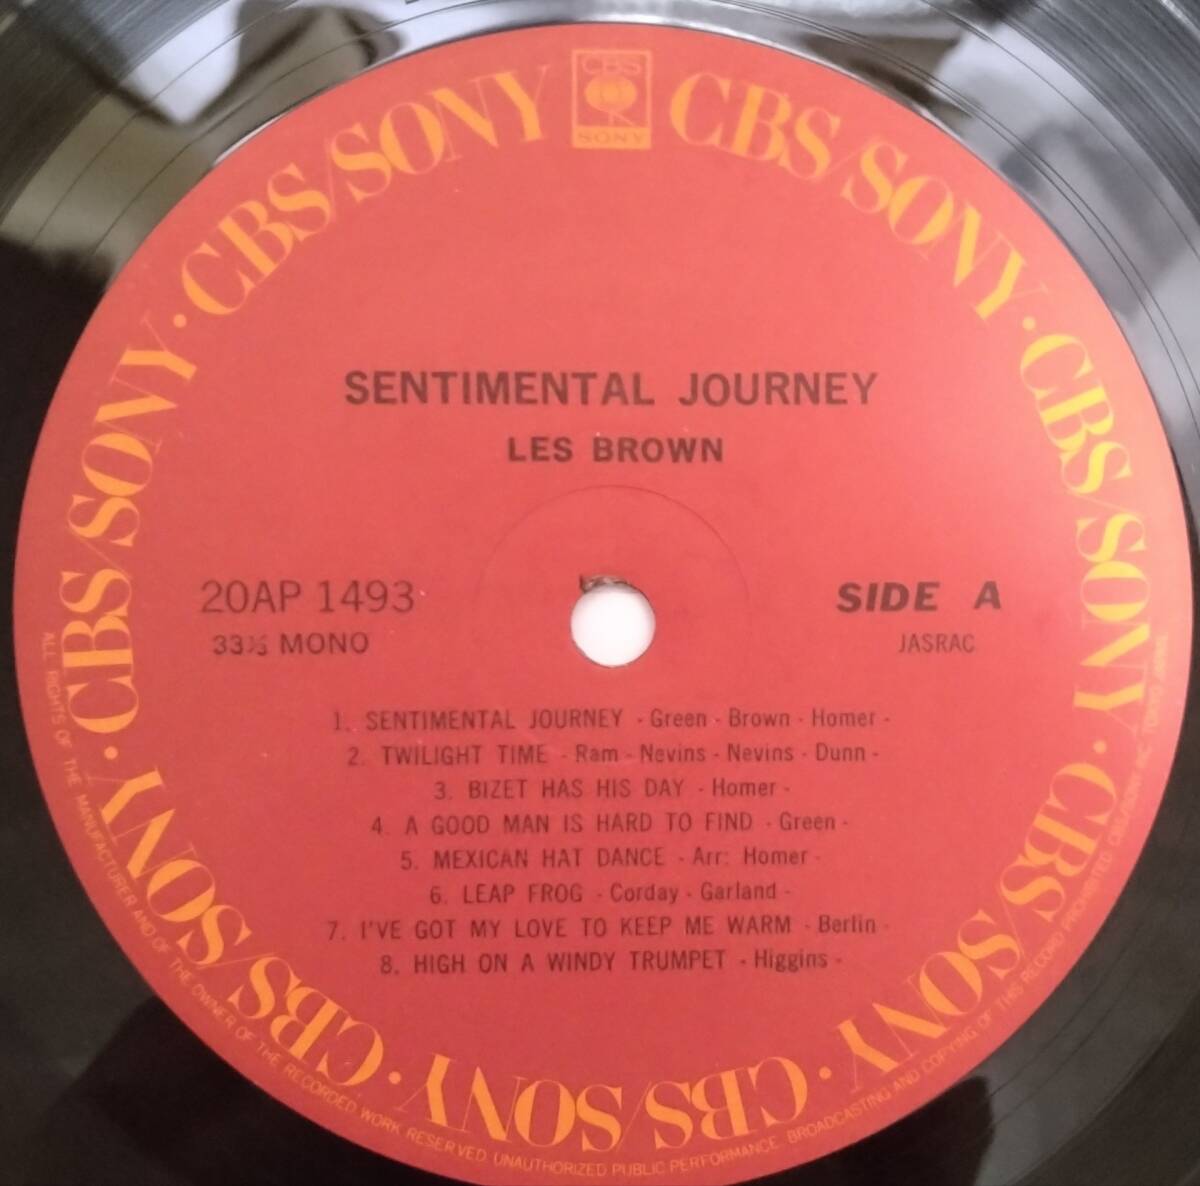 CBS
SONY
CBS/SONY · CBS/SONY · CBS/SONY · CBS/SONY · CBS/SONY · CBS/SONY · CBS/SONY · CBS/SONY
SENTIMENTAL JOURNEY
LES BROWN
20AP 1493
33⅓ MONO
SIDE A
JASRAC
1. SENTIMENTAL JOURNEY - Green - Brown - Homer -
2. TWILIGHT TIME - Ram - Nevins - Nevins - Dunn -
3. BIZET HAS HIS DAY - Homer -
4. A GOOD MAN IS HARD TO FIND - Green -
5. MEXICAN HAT DANCE - Arr: Homer -
6. LEAP FROG - Corday - Garland -
7. I'VE GOT MY LOVE TO KEEP ME WARM - Berlin -
8. HIGH ON A WINDY TRUMPET - Higgins -
ALL RIGHTS OF THE MANUFACTURER AND OF THE OWNER OF THE RECORDED WORK RESERVED. UNAUTHORIZED PUBLIC PERFORMANCE, BROADCASTING AND COPYING OF THIS RECORD PROHIBITED. CBS/SONY INC. TOKYO JAPAN